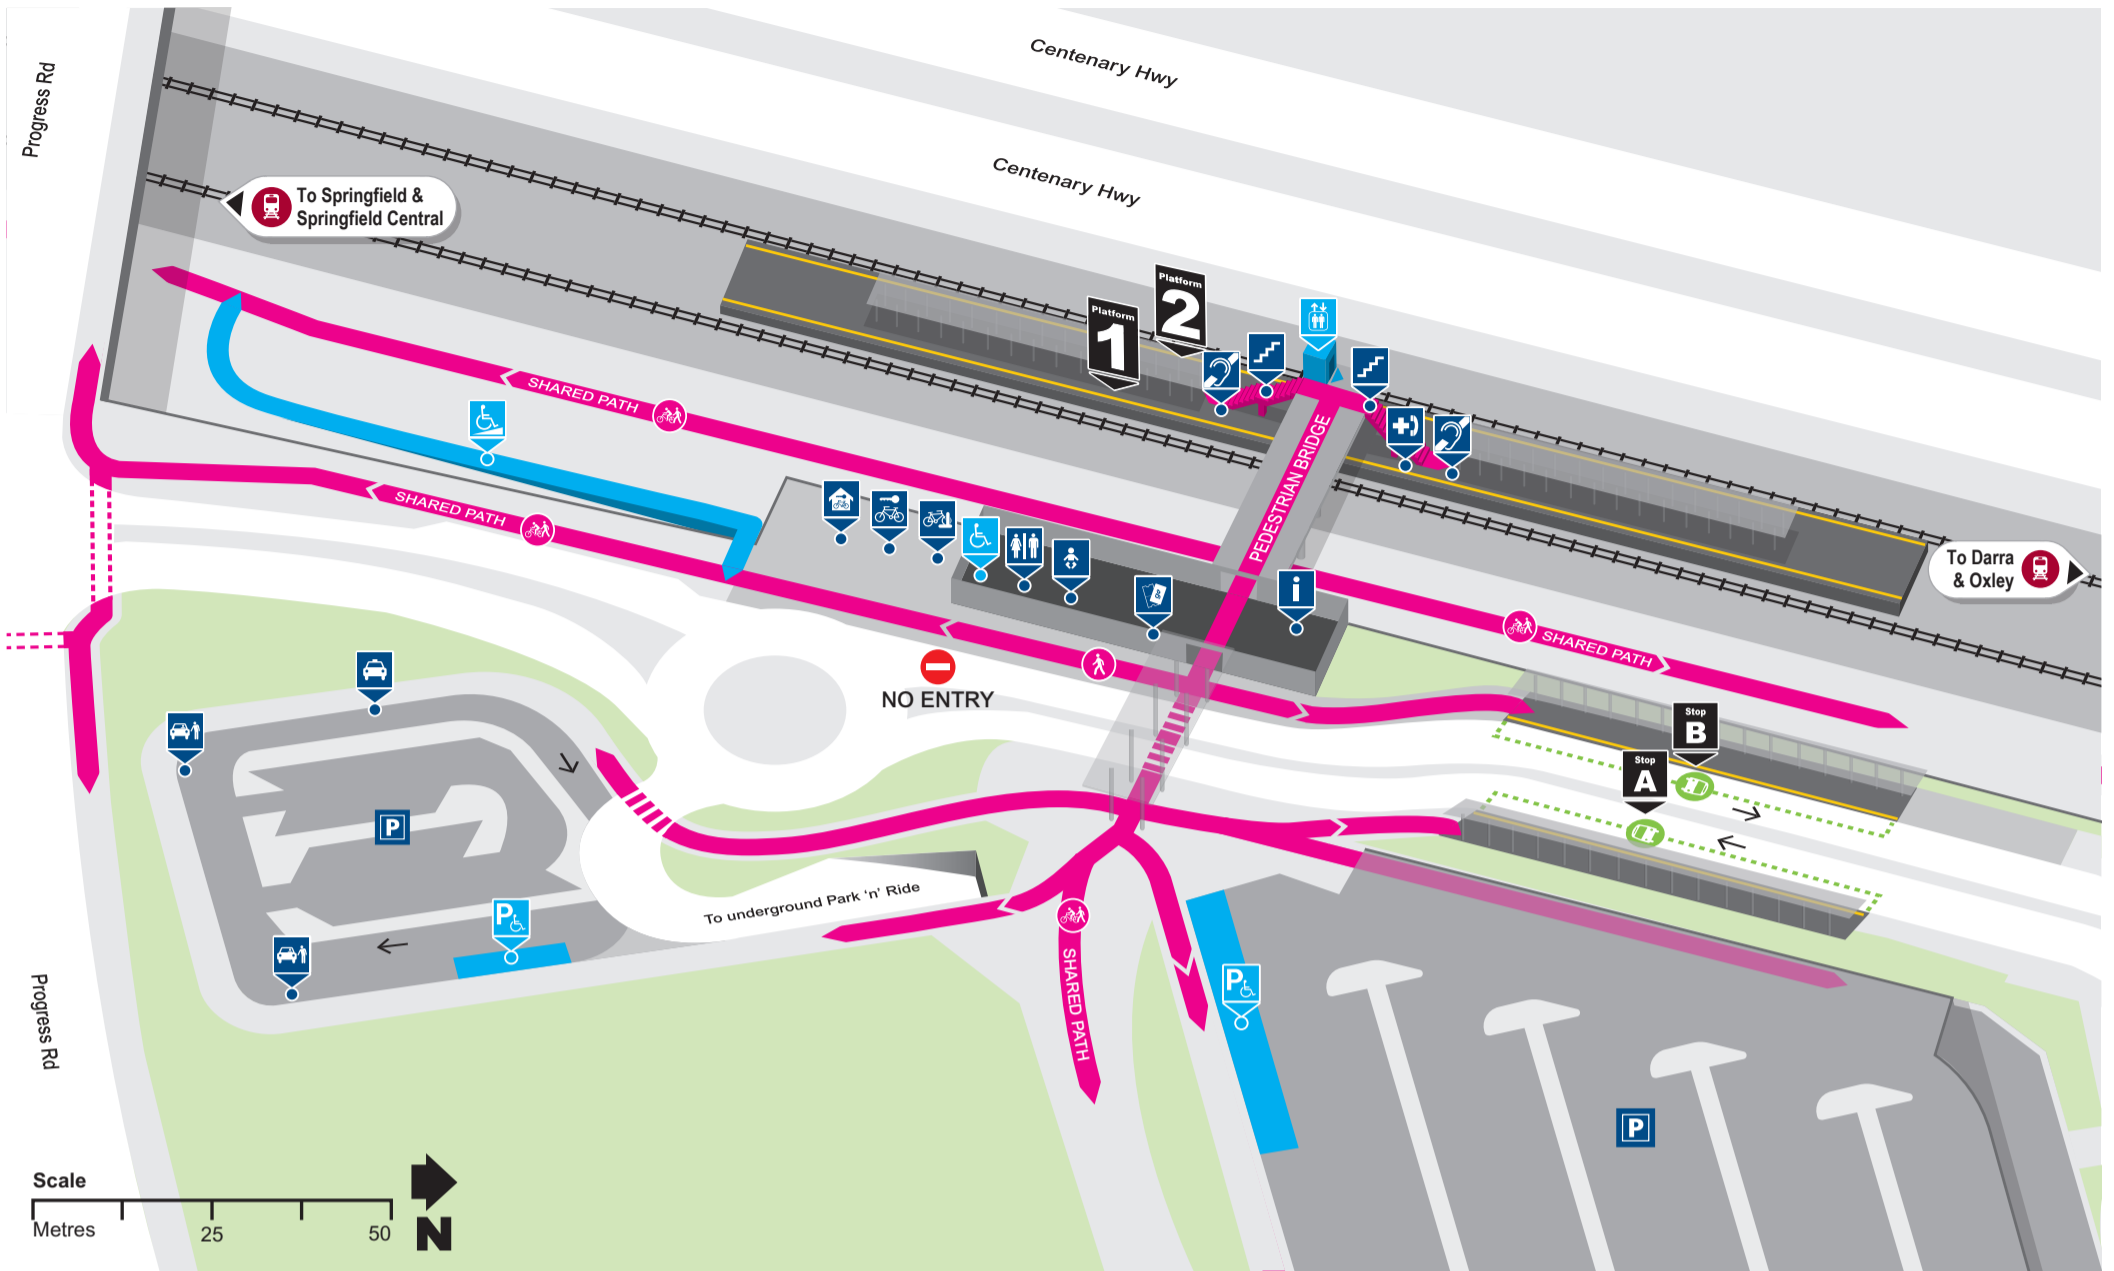 Centenary Hwy
Progress Rd
Centenary Hwy
To Springfield &
Springfield Central
Platform
2
Platform
1
SHARED PATH
PEDESTRIAN BRIDGE
SHARED PATH
To Darra
& Oxley
i
go
SHARED PATH
NO ENTRY
Stop
B
Stop
A
P
To underground Park ‘n’ Ride
P
SHARED PATH
P
Progress Rd
P
Scale
Metres
25
50
N